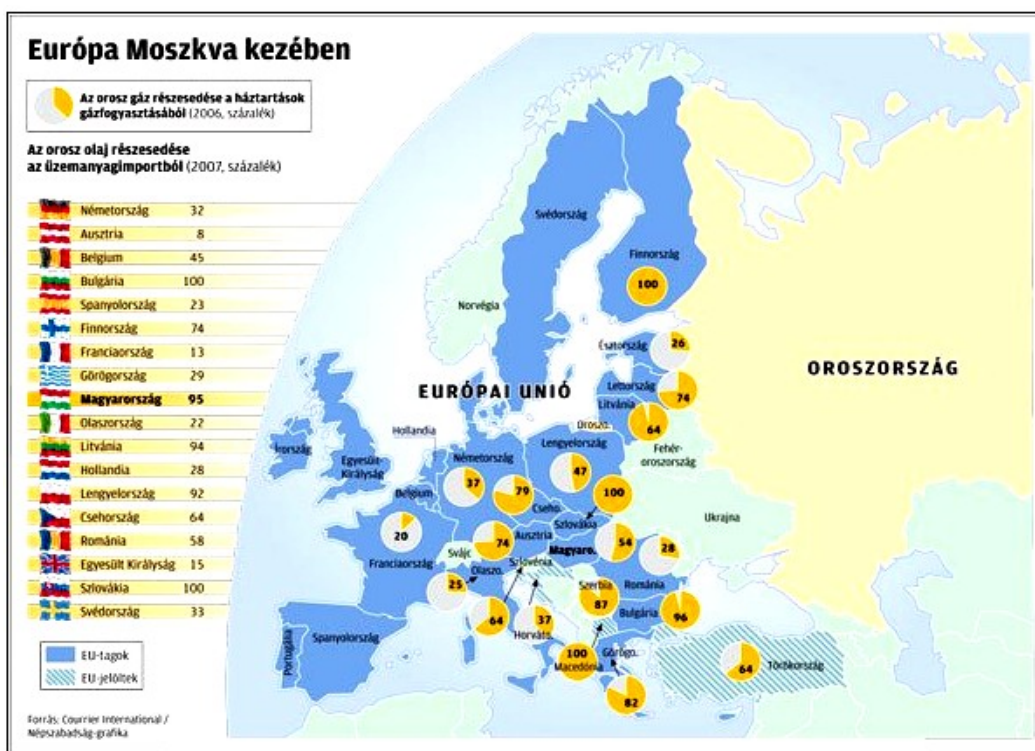 Európa Moszkva kezében
Az orosz gáz részesedése a háztartások
gázfogyasztásából (2006, százalék)
Az orosz olaj részesedése
az üzemanyagimportból (2007, százalék)
Németország 32
Ausztria 8
Belgium 45
Bulgária 100
Spanyolország 23
Finnország 74
Franciaország 13
Görögország 29
Magyarország 95
Olaszország 22
Litvánia 94
Hollandia 28
Lengyelország 92
Csehország 64
Románia 58
Egyesült Királyság 15
Szlovákia 100
Svédország 33
EU-tagok
EU-jelöltek
Forrás: Courrier International /
Népszabadság-grafika
Svédország
Finnország
100
Norvégia
Észtország
26
OROSZORSZÁG
EURÓPAI UNIÓ
Lettország
74
Litvánia
64
Oroszo.
Hollandia
Írország
Egyesült-
Királyság
Németország
37
Lengyelország
47
Fehér-
oroszország
Belgium
79
Cseho.
100
Szlovákia
Ukrajna
20
Franciaország
Svájc
74
Ausztria
Magyaro.
54
28
25
Olaszo.
Szlovénia
Szerbia
87
Románia
64
37
Horváto.
Bulgária
96
Portugália
Spanyolország
100
Macedónia
Görögo.
82
64
Törökország